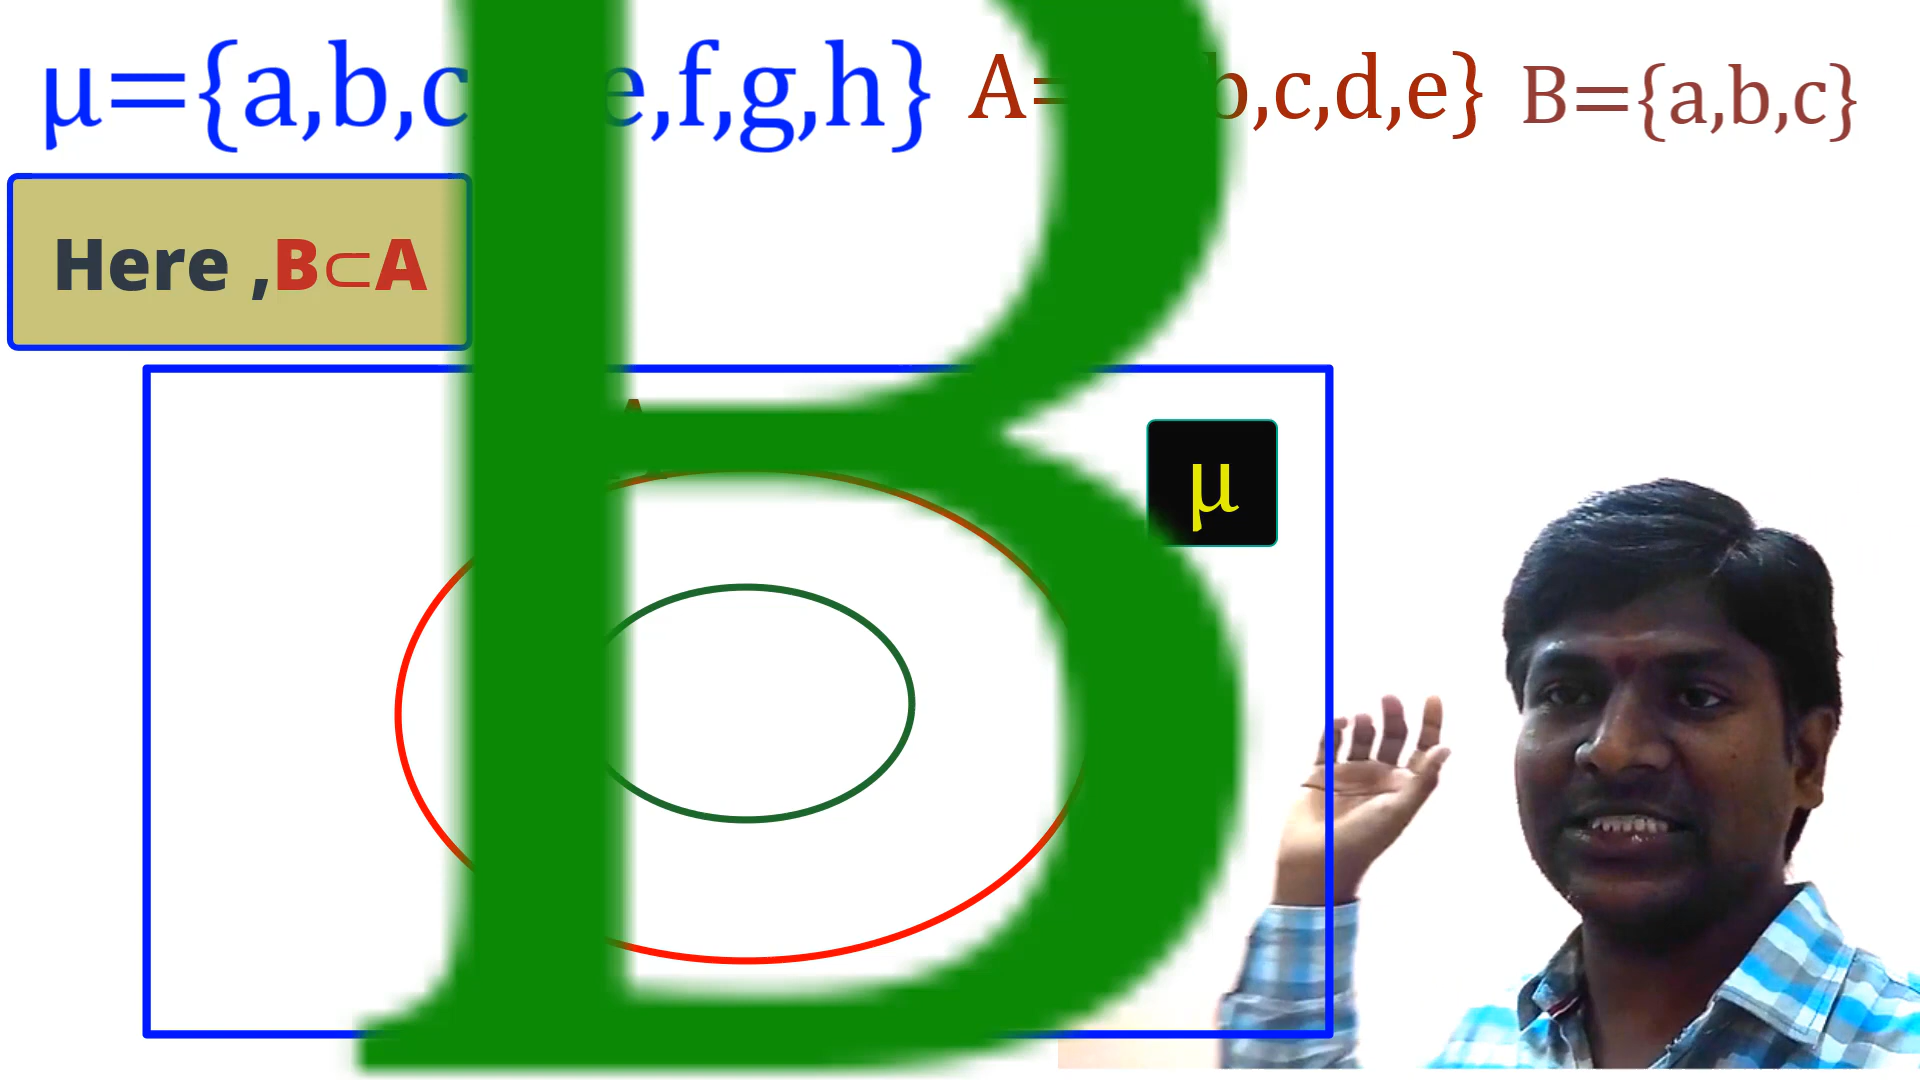 μ={a,b,c e,f,g,h} A= b,c,d,e} B={a,b,c}
Here ,B⊂A
B
μ